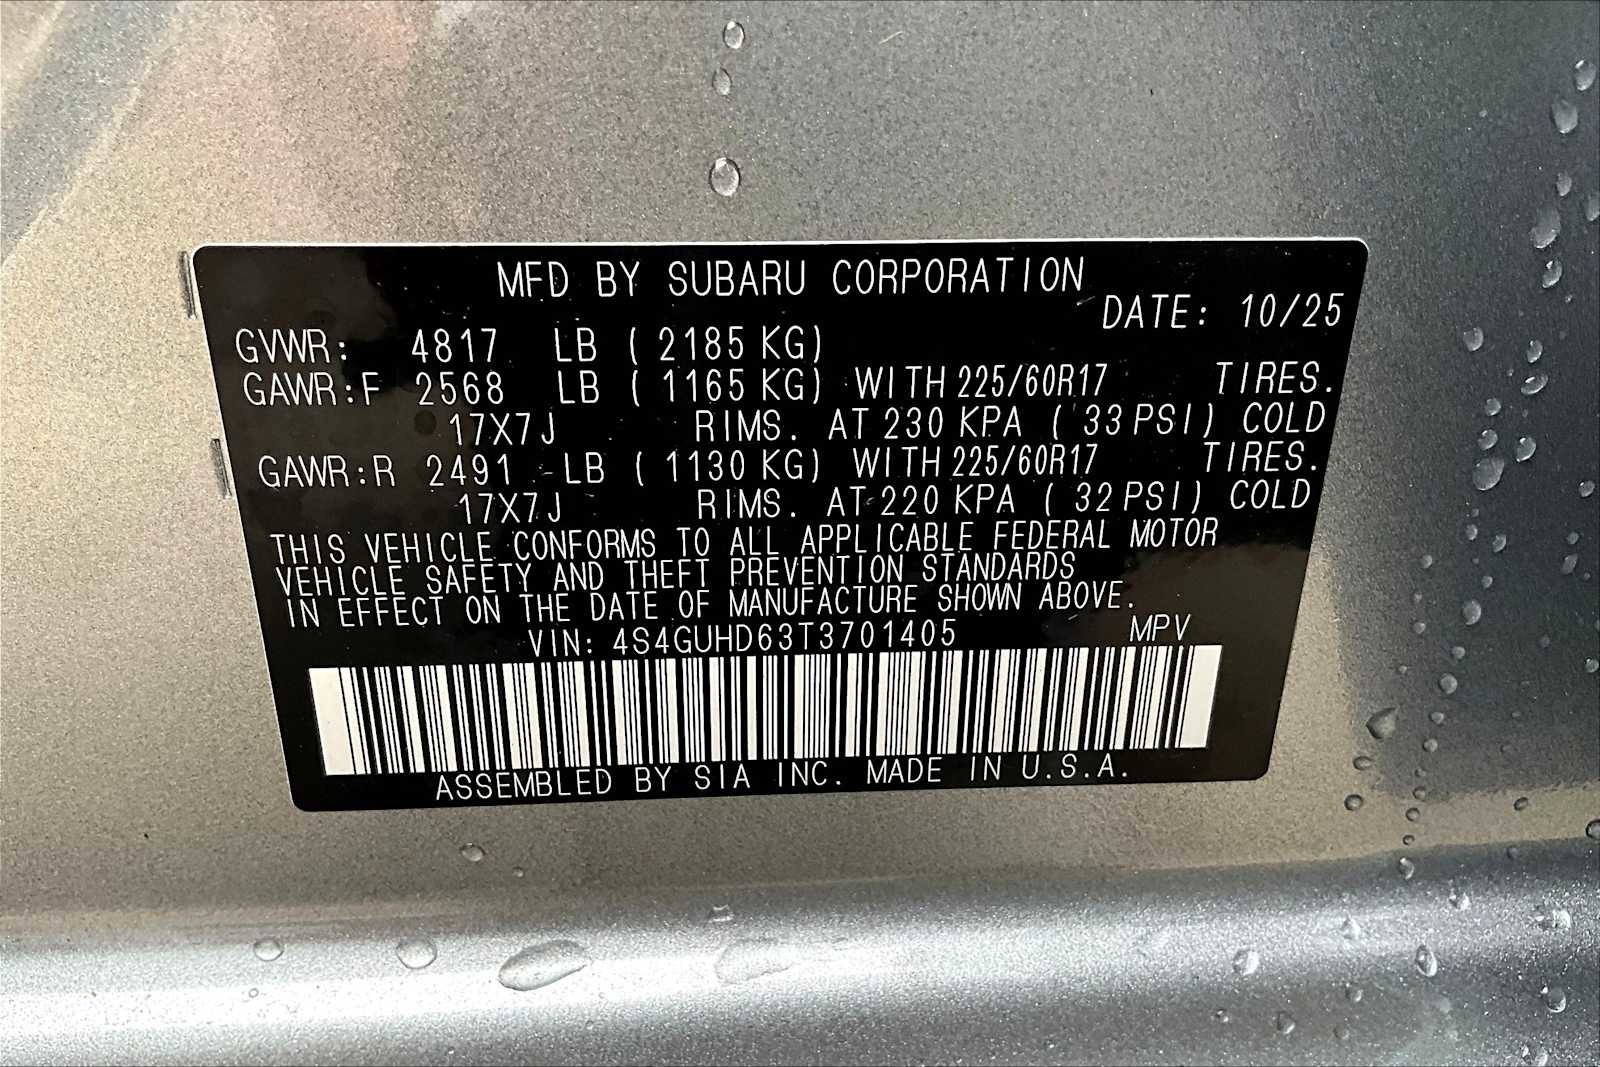 MFD BY SUBARU CORPORATION
DATE: 10/25
GVWR: 4817 LB ( 2185 KG)
GAWR:F 2568 LB ( 1165 KG) WITH 225/60R17 TIRES.
17X7J RIMS. AT 230 KPA ( 33 PSI) COLD
GAWR:R 2491 LB ( 1130 KG) WITH 225/60R17 TIRES.
17X7J RIMS. AT 220 KPA ( 32 PSI) COLD
THIS VEHICLE CONFORMS TO ALL APPLICABLE FEDERAL MOTOR
VEHICLE SAFETY AND THEFT PREVENTION STANDARDS
IN EFFECT ON THE DATE OF MANUFACTURE SHOWN ABOVE.
VIN: 4S4GUHD63T3701405 MPV
ASSEMBLED BY SIA INC. MADE IN U.S.A.